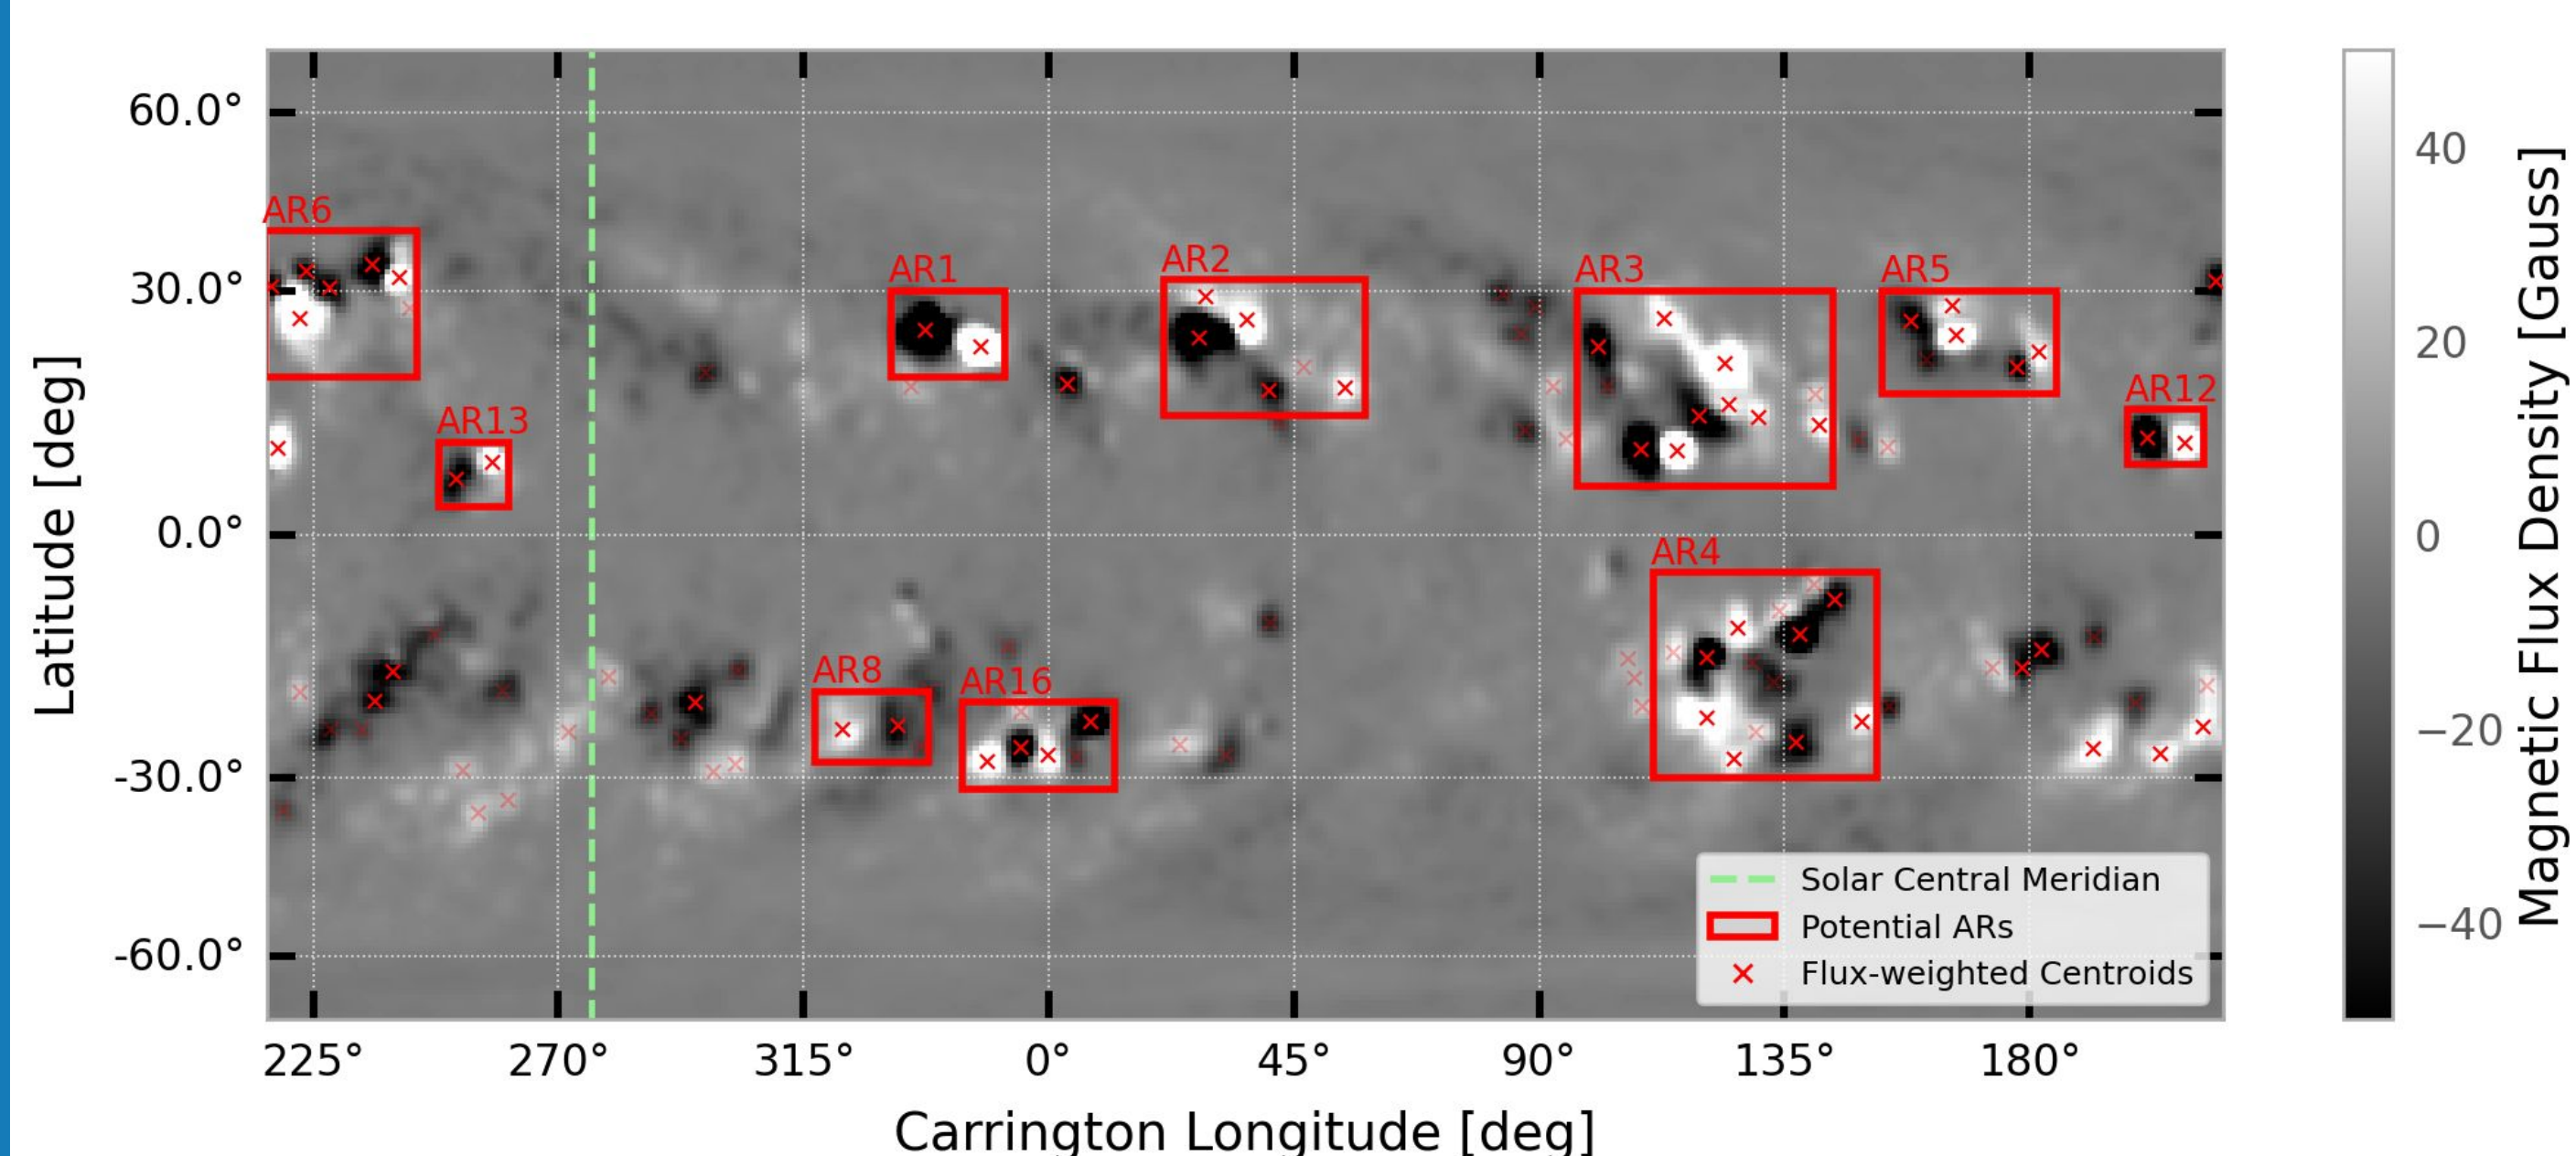 60.0°
30.0°
0.0°
-30.0°
-60.0°
Latitude [deg]
AR6
AR13
AR1
AR2
AR3
AR5
AR12
AR4
AR8
AR16
Solar Central Meridian
Potential ARs
Flux-weighted Centroids
225°
270°
315°
0°
45°
90°
135°
180°
Carrington Longitude [deg]
40
20
0
−20
−40
Magnetic Flux Density [Gauss]